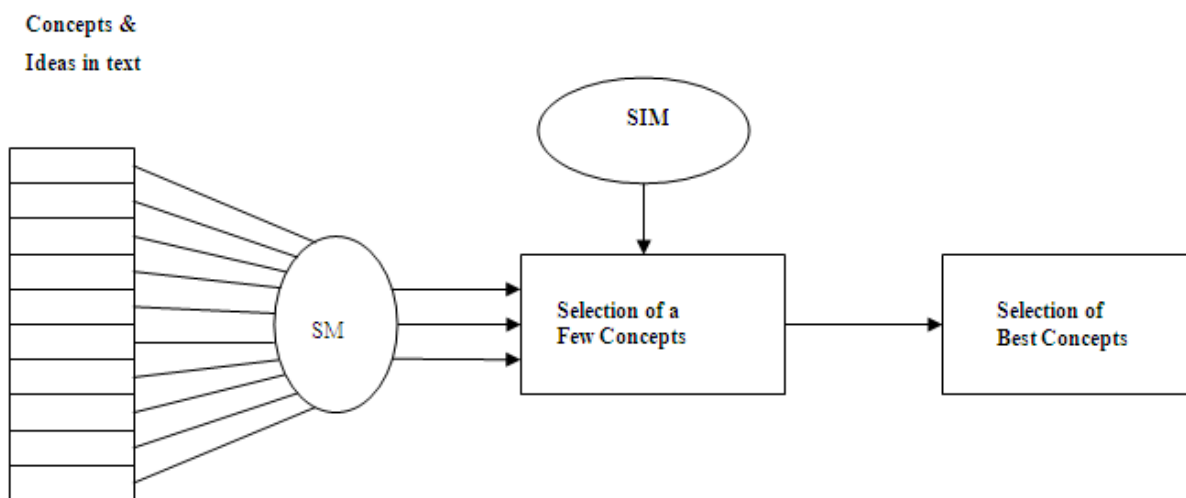 Concepts &
Ideas in text
SIM
SM
Selection of a
Few Concepts
Selection of
Best Concepts